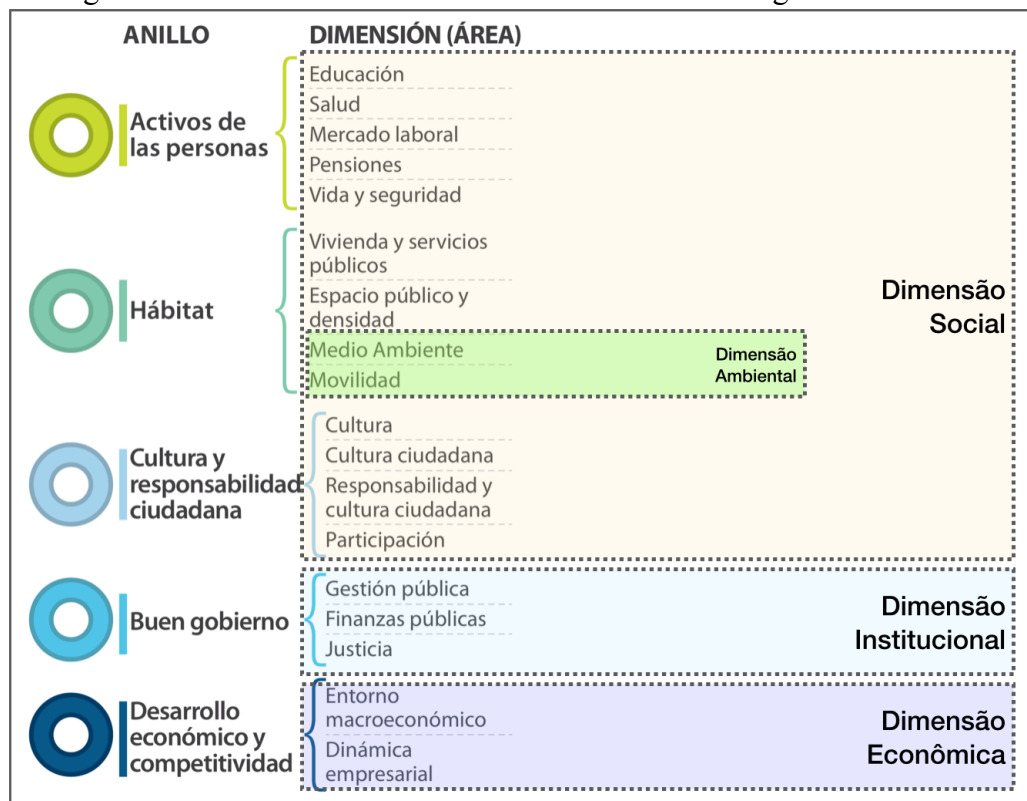 ANILLO
DIMENSIÓN (ÁREA)
Activos de
las personas
Educación
Salud
Mercado laboral
Pensiones
Vida y seguridad
Hábitat
Vivienda y servicios
públicos
Espacio público y
densidad
Medio Ambiente
Movilidad
Dimensão
Ambiental
Dimensão
Social
Cultura y
responsabilidad
ciudadana
Cultura
Cultura ciudadana
Responsabilidad y
cultura ciudadana
Participación
Buen gobierno
Gestión pública
Finanzas públicas
Justicia
Dimensão
Institucional
Desarrollo
económico y
competitividad
Entorno
macroeconómico
Dinámica
empresarial
Dimensão
Econômica